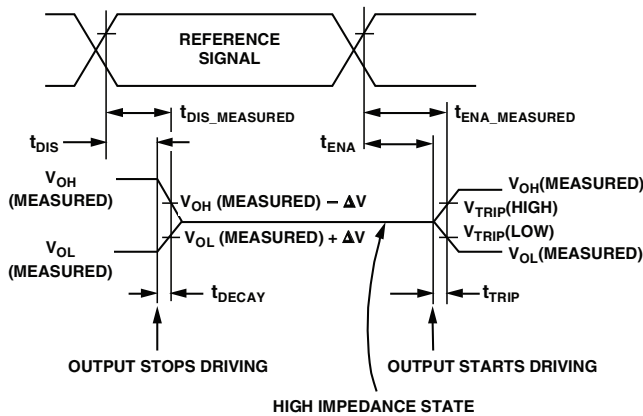 REFERENCE
SIGNAL
tDIS_MEASURED
tENA_MEASURED
tDIS
tENA
VOH
(MEASURED)
VOH (MEASURED) – ΔV
VOH(MEASURED)
VTRIP(HIGH)
VOL
(MEASURED)
VOL (MEASURED) + ΔV
VTRIP(LOW)
VOL(MEASURED)
tDECAY
tTRIP
OUTPUT STOPS DRIVING
OUTPUT STARTS DRIVING
HIGH IMPEDANCE STATE